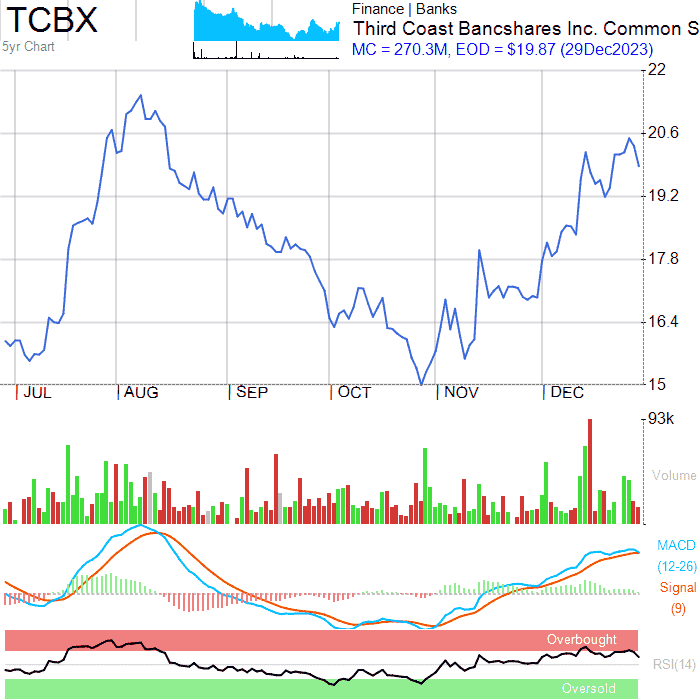 TCBX
5yr Chart
Finance | Banks
Third Coast Bancshares Inc. Common S
MC = 270.3M, EOD = $19.87 (29Dec2023)
22
20.6
19.2
17.8
16.4
15
JUL AUG SEP OCT NOV DEC
93k
Volume
MACD
(12-26)
Signal
(9)
Overbought
RSI(14)
Oversold